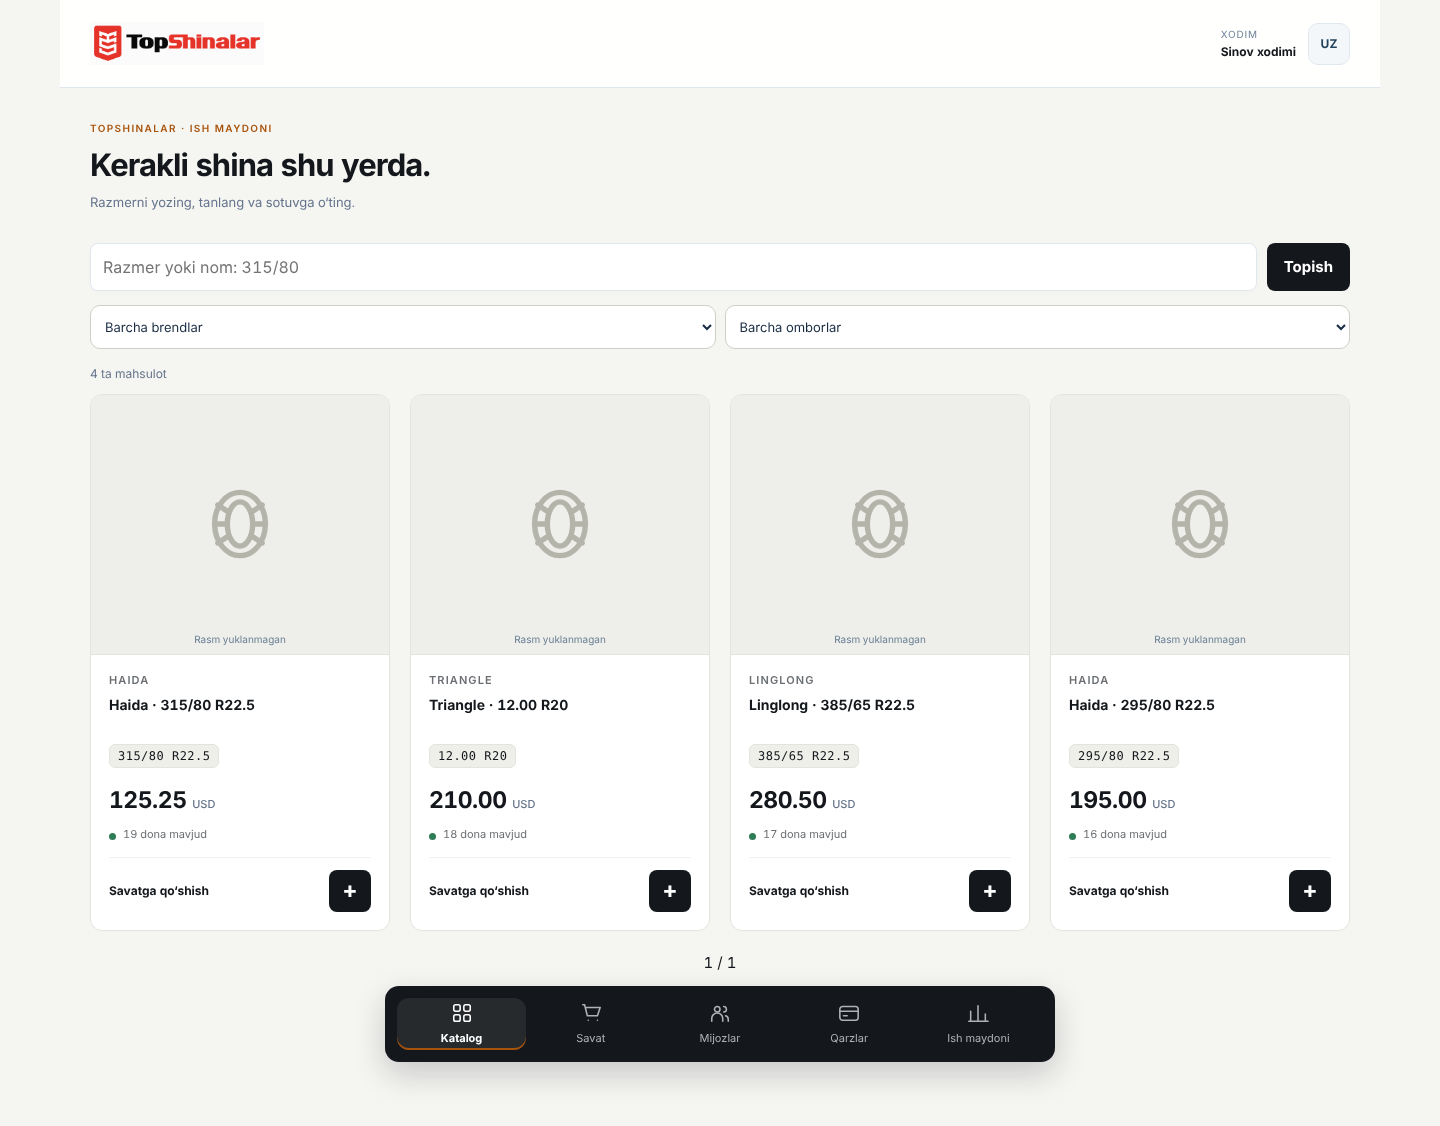 TopShinalar
XODIM
Sinov xodimi
UZ
TOPSHINALAR · ISH MAYDONI
Kerakli shina shu yerda.
Razmerni yozing, tanlang va sotuvga o‘ting.
Razmer yoki nom: 315/80
Topish
Barcha brendlar
Barcha omborlar
4 ta mahsulot
Rasm yuklanmagan
HAIDA
Haida · 315/80 R22.5
315/80 R22.5
125.25 USD
19 dona mavjud
Savatga qo‘shish
+
Rasm yuklanmagan
TRIANGLE
Triangle · 12.00 R20
12.00 R20
210.00 USD
18 dona mavjud
Savatga qo‘shish
+
Rasm yuklanmagan
LINGLONG
Linglong · 385/65 R22.5
385/65 R22.5
280.50 USD
17 dona mavjud
Savatga qo‘shish
+
Rasm yuklanmagan
HAIDA
Haida · 295/80 R22.5
295/80 R22.5
195.00 USD
16 dona mavjud
Savatga qo‘shish
+
1 / 1
Katalog
Savat
Mijozlar
Qarzlar
Ish maydoni